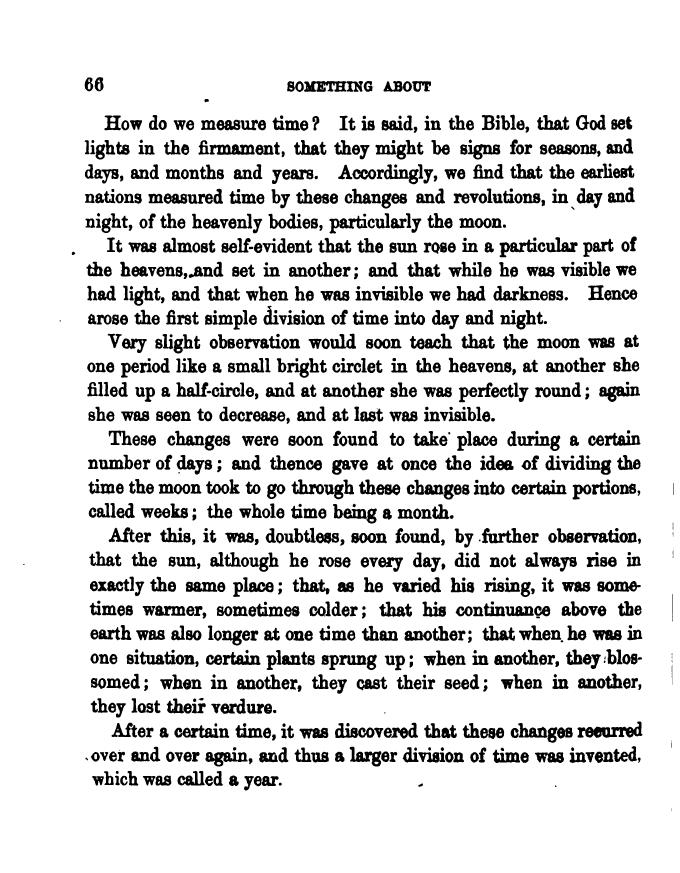 66 SOMETHING ABOUT
How do we measure time? It is said, in the Bible, that God set
lights in the firmament, that they might be signs for seasons, and
days, and months and years. Accordingly, we find that the earliest
nations measured time by these changes and revolutions, in day and
night, of the heavenly bodies, particularly the moon.
It was almost self-evident that the sun rose in a particular part of
the heavens, and set in another; and that while he was visible we
had light, and that when he was invisible we had darkness. Hence
arose the first simple division of time into day and night.
Very slight observation would soon teach that the moon was at
one period like a small bright circlet in the heavens, at another she
filled up a half-circle, and at another she was perfectly round; again
she was seen to decrease, and at last was invisible.
These changes were soon found to take place during a certain
number of days; and thence gave at once the idea of dividing the
time the moon took to go through these changes into certain portions,
called weeks; the whole time being a month.
After this, it was, doubtless, soon found, by further observation,
that the sun, although he rose every day, did not always rise in
exactly the same place; that, as he varied his rising, it was some-
times warmer, sometimes colder; that his continuance above the
earth was also longer at one time than another; that when he was in
one situation, certain plants sprung up; when in another, they blos-
somed; when in another, they cast their seed; when in another,
they lost their verdure.
After a certain time, it was discovered that these changes recurred
over and over again, and thus a larger division of time was invented,
which was called a year.